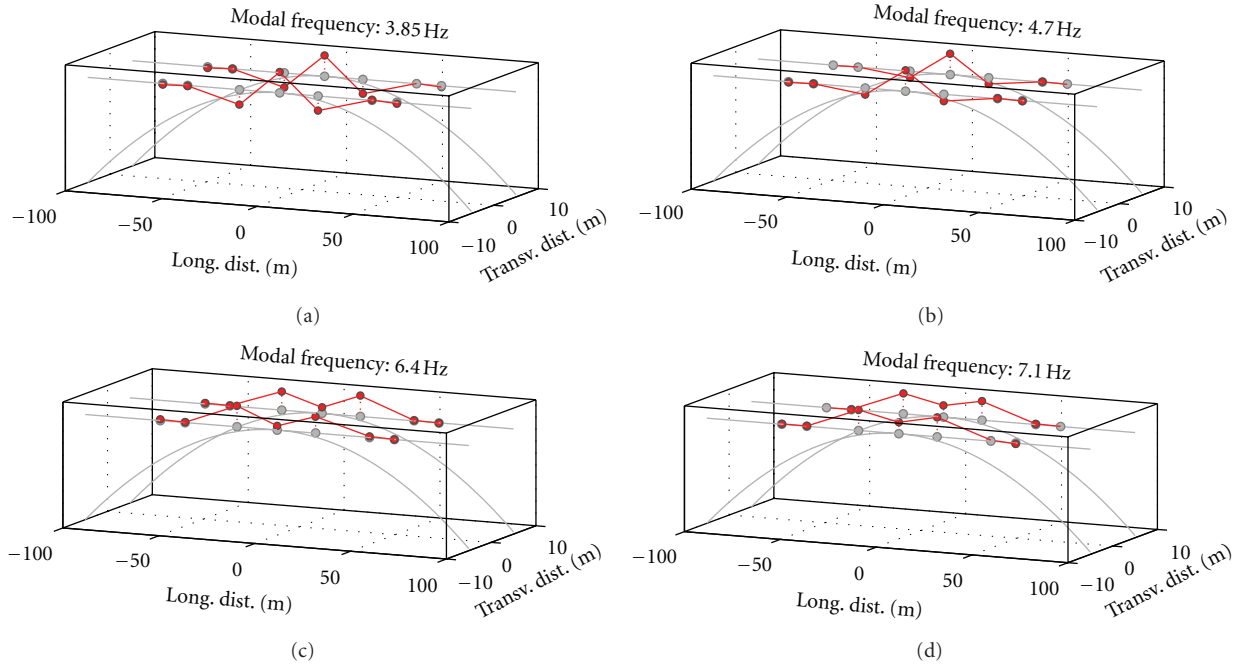 Modal frequency: 3.85 Hz
−100
−50
0
50
100
Long. dist. (m)
−10
0
10
Transv. dist. (m)
(a)
Modal frequency: 4.7 Hz
−100
−50
0
50
100
Long. dist. (m)
−10
0
10
Transv. dist. (m)
(b)
Modal frequency: 6.4 Hz
−100
−50
0
50
100
Long. dist. (m)
−10
0
10
Transv. dist. (m)
(c)
Modal frequency: 7.1 Hz
−100
−50
0
50
100
Long. dist. (m)
−10
0
10
Transv. dist. (m)
(d)